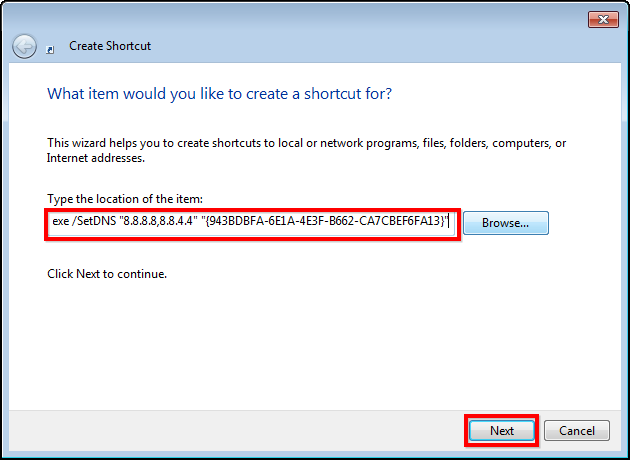 Create Shortcut
What item would you like to create a shortcut for?
This wizard helps you to create shortcuts to local or network programs, files, folders, computers, or
Internet addresses.
Type the location of the item:
exe /SetDNS "8.8.8.8,8.8.4.4" "{943BDBFA-6E1A-4E3F-B662-CA7CBEF6FA13}"
Browse...
Click Next to continue.
Next
Cancel